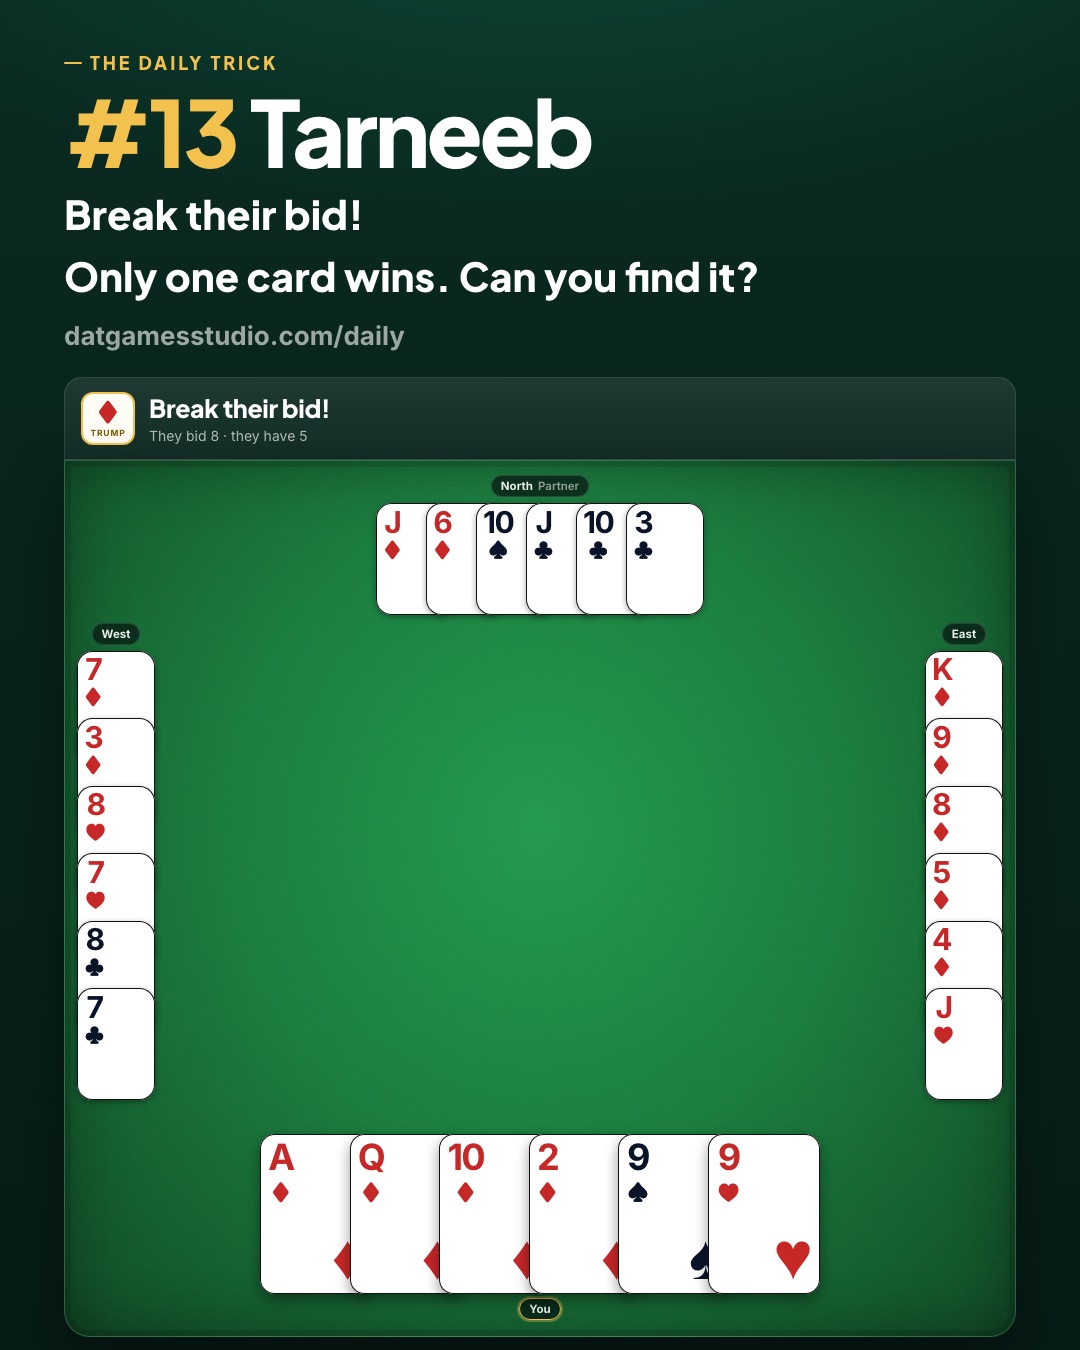 — THE DAILY TRICK
#13 Tarneeb
Break their bid!
Only one card wins. Can you find it?
datgamesstudio.com/daily
♦
TRUMP
Break their bid!
They bid 8 · they have 5
North Partner
J♦ 6♦ 10♠ J♣ 10♣ 3♣
West
7♦
3♦
8♥
7♥
8♣
7♣
East
K♦
9♦
8♦
5♦
4♦
J♥
A♦ Q♦ 10♦ 2♦ 9♠ 9♥
You